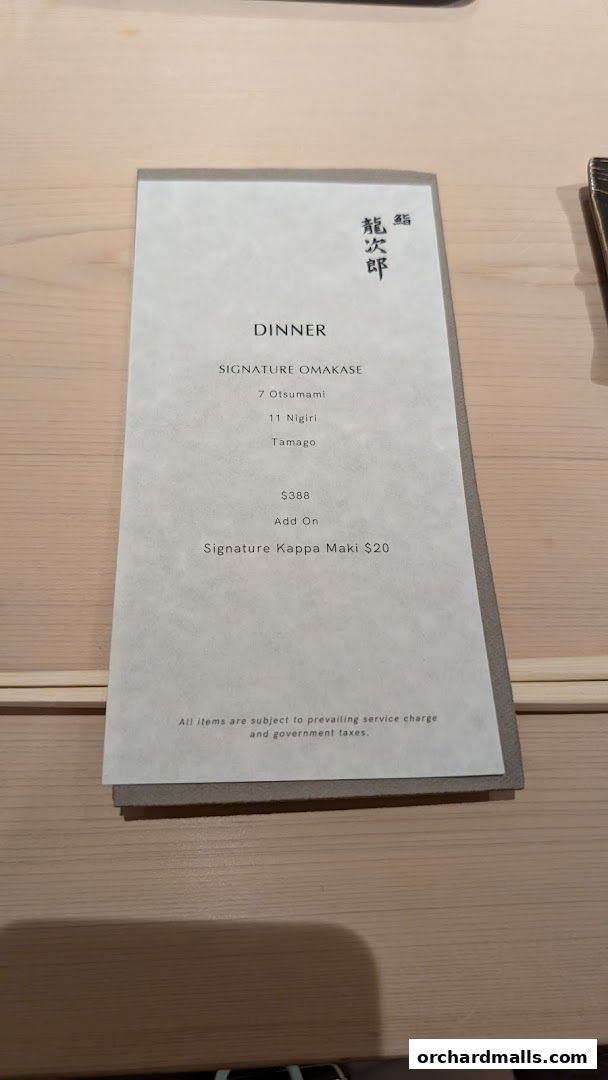 鮨
龍次郎
DINNER
SIGNATURE OMAKASE
7 Otsumami
11 Nigiri
Tamago
$388
Add On
Signature Kappa Maki $20
All items are subject to prevailing service charge
and government taxes.
orchardmalls.com